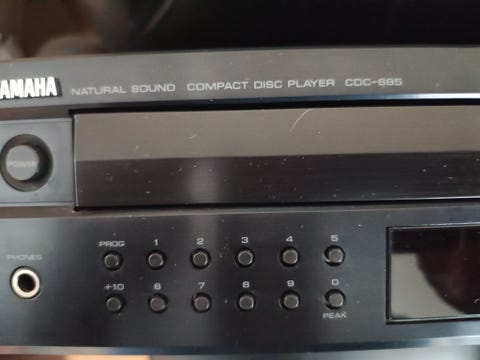 YAMAHA NATURAL SOUND COMPACT DISC PLAYER CDC-665
POWER
PHONES
PROG 1 2 3 4 5
+10 6 7 8 9 0
PEAK